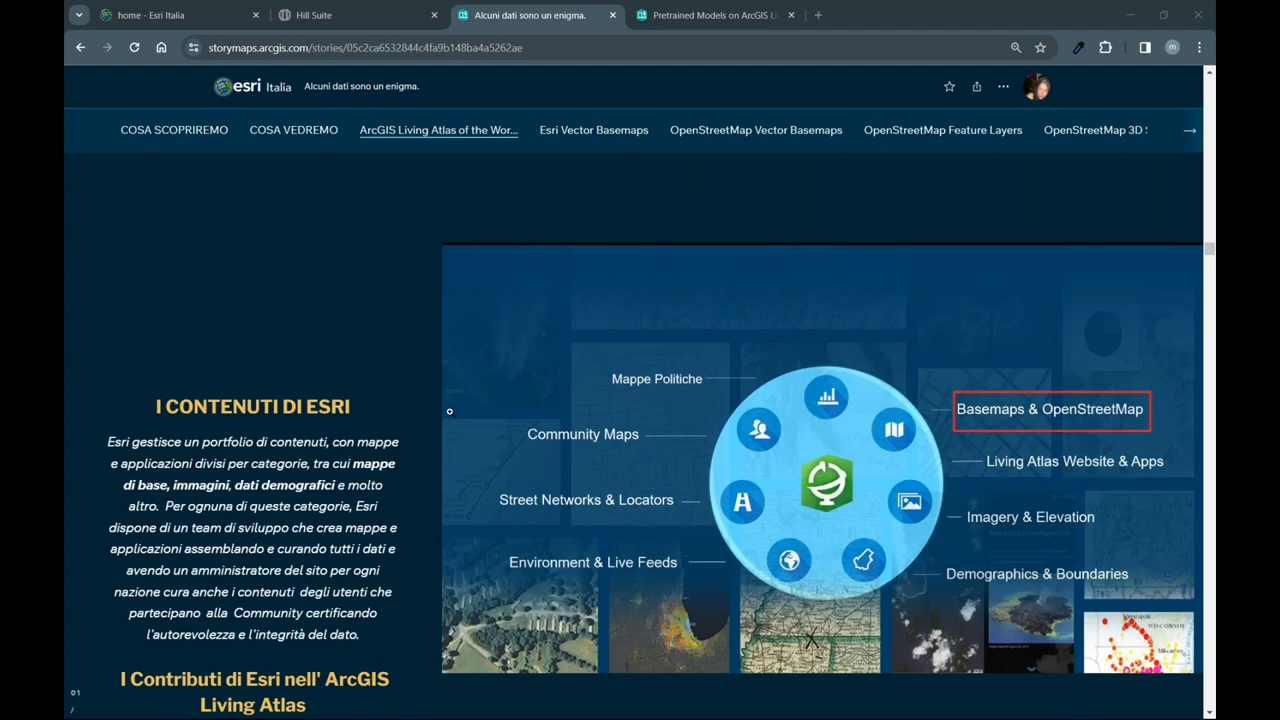 home - Esri Italia
Hill Suite
Alcuni dati sono un enigma.
Pretrained Models on ArcGIS Li
storymaps.arcgis.com/stories/05c2ca6532844c4fa9b148ba4a5262ae
m
esri Italia
Alcuni dati sono un enigma.
COSA SCOPRIREMO
COSA VEDREMO
ArcGIS Living Atlas of the Wor...
Esri Vector Basemaps
OpenStreetMap Vector Basemaps
OpenStreetMap Feature Layers
OpenStreetMap 3D
I CONTENUTI DI ESRI
Esri gestisce un portfolio di contenuti, con mappe
e applicazioni divisi per categorie, tra cui mappe
di base, immagini, dati demografici e molto
altro. Per ognuna di queste categorie, Esri
dispone di un team di sviluppo che crea mappe e
applicazioni assemblando e curando tutti i dati e
avendo un amministratore del sito per ogni
nazione cura anche i contenuti degli utenti che
partecipano alla Community certificando
l'autorevolezza e l'integrità del dato.
I Contributi di Esri nell' ArcGIS
Living Atlas
01
/
Mappe Politiche
Community Maps
Street Networks & Locators
Environment & Live Feeds
Basemaps & OpenStreetMap
Living Atlas Website & Apps
Imagery & Elevation
Demographics & Boundaries